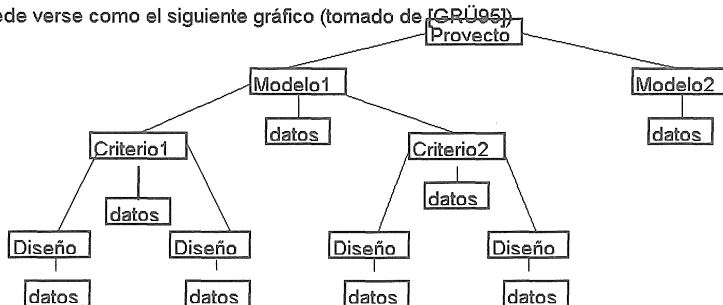 ede verse como el siguiente gráfico (tomado de [GRÜ95])
Proyecto
Modelo1
Modelo2
datos
datos
Criterio1
Criterio2
datos
datos
Diseño
Diseño
Diseño
Diseño
datos
datos
datos
datos